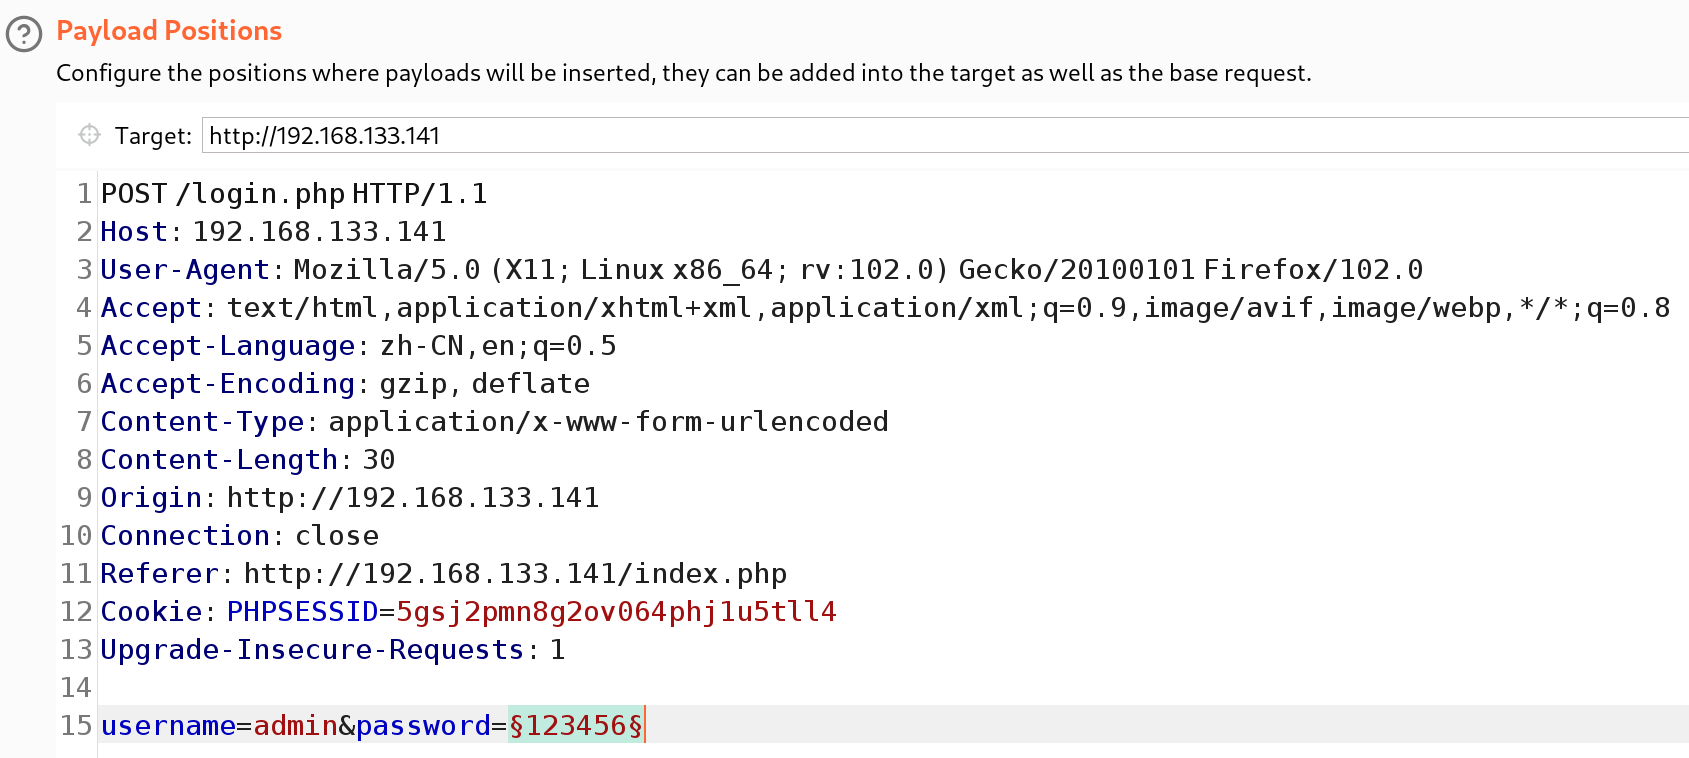 Payload Positions
Configure the positions where payloads will be inserted, they can be added into the target as well as the base request.
Target: http://192.168.133.141
1 POST /login.php HTTP/1.1
2 Host: 192.168.133.141
3 User-Agent: Mozilla/5.0 (X11; Linux x86_64; rv:102.0) Gecko/20100101 Firefox/102.0
4 Accept: text/html,application/xhtml+xml,application/xml;q=0.9,image/avif,image/webp,*/*;q=0.8
5 Accept-Language: zh-CN,en;q=0.5
6 Accept-Encoding: gzip, deflate
7 Content-Type: application/x-www-form-urlencoded
8 Content-Length: 30
9 Origin: http://192.168.133.141
10 Connection: close
11 Referer: http://192.168.133.141/index.php
12 Cookie: PHPSESSID=5gsj2pmn8g2ov064phj1u5tll4
13 Upgrade-Insecure-Requests: 1
14
15 username=admin&password=§123456§